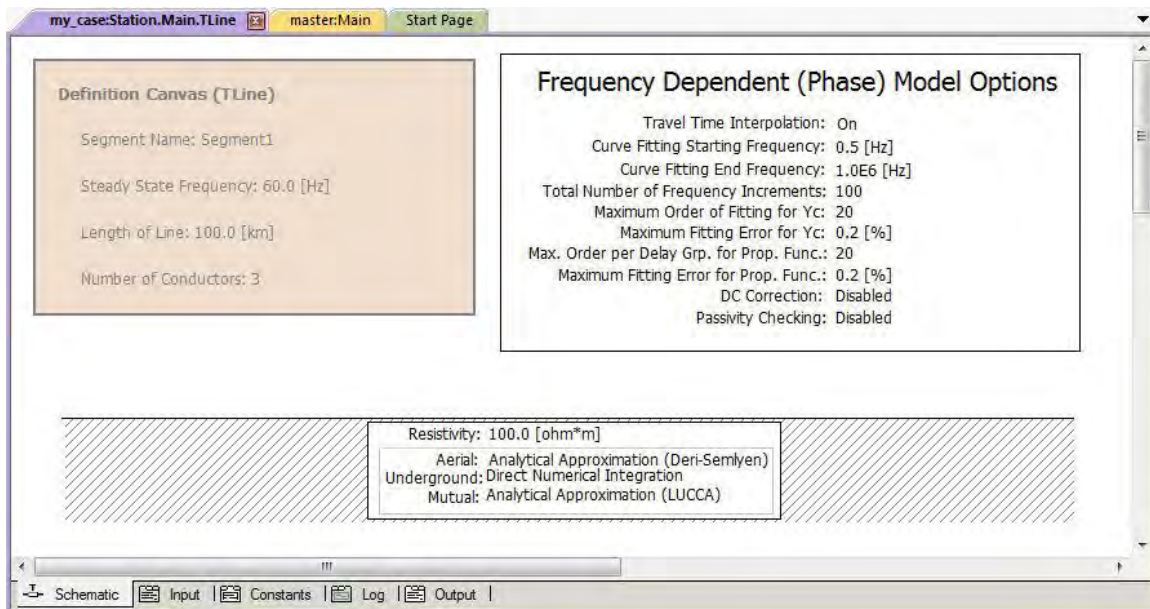 my_case:Station.Main.TLine
master:Main
Start Page
Definition Canvas (TLine)
Segment Name: Segment1
Steady State Frequency: 60.0 [Hz]
Length of Line: 100.0 [km]
Number of Conductors: 3
Frequency Dependent (Phase) Model Options
Travel Time Interpolation: On
Curve Fitting Starting Frequency: 0.5 [Hz]
Curve Fitting End Frequency: 1.0E6 [Hz]
Total Number of Frequency Increments: 100
Maximum Order of Fitting for Yc: 20
Maximum Fitting Error for Yc: 0.2 [%]
Max. Order per Delay Grp. for Prop. Func.: 20
Maximum Fitting Error for Prop. Func.: 0.2 [%]
DC Correction: Disabled
Passivity Checking: Disabled
Resistivity: 100.0 [ohm*m]
Aerial: Analytical Approximation (Deri-Semlyen)
Underground: Direct Numerical Integration
Mutual: Analytical Approximation (LUCCA)
T Schematic Input Constants Log Output